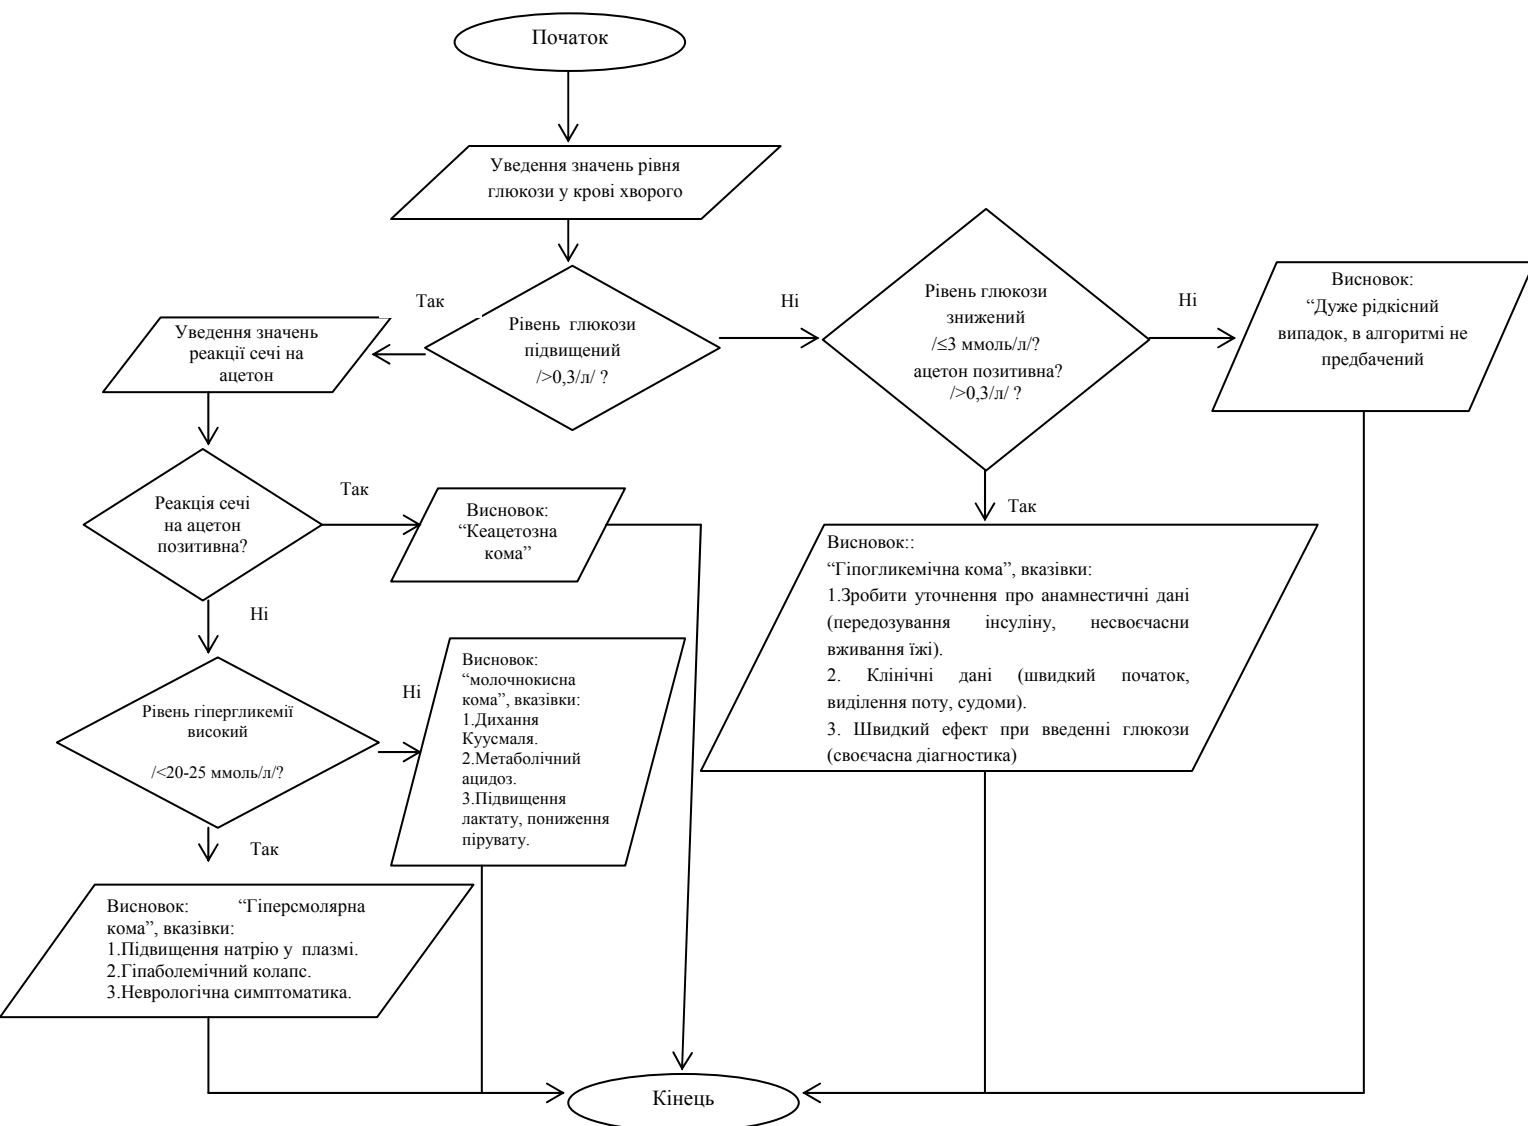 Початок
Уведення значень рівня
глюкози у крові хворого
Так
Рівень глюкози
підвищений
/>0,3/л/ ?
Ні
Рівень глюкози
знижений
/≤3 ммоль/л/?
ацетон позитивна?
/>0,3/л/ ?
Ні
Висновок:
“Дуже рідкісний
випадок, в алгоритмі не
предбачений
Уведення значень
реакції сечі на
ацетон
Реакція сечі
на ацетон
позитивна?
Так
Висновок:
“Кеацетозна
кома”
Так
Висновок::
“Гіпогликемічна кома”, вказівки:
1.Зробити уточнення про анамнестичні дані
(передозування інсуліну, несвоєчасни
вживання їжі).
2. Клінічні дані (швидкий початок,
виділення поту, судоми).
3. Швидкий ефект при введенні глюкози
(своєчасна діагностика)
Ні
Рівень гіпергликемії
високий
/<20-25 ммоль/л/?
Ні
Висновок:
“молочнокисна
кома”, вказівки:
1.Дихання
Куусмаля.
2.Метаболічний
ацидоз.
3.Підвищення
лактату, пониження
пірувату.
Так
Висновок: “Гіперсмолярна
кома”, вказівки:
1.Підвищення натрію у плазмі.
2.Гіпаболемічний колапс.
3.Неврологічна симптоматика.
Кінець